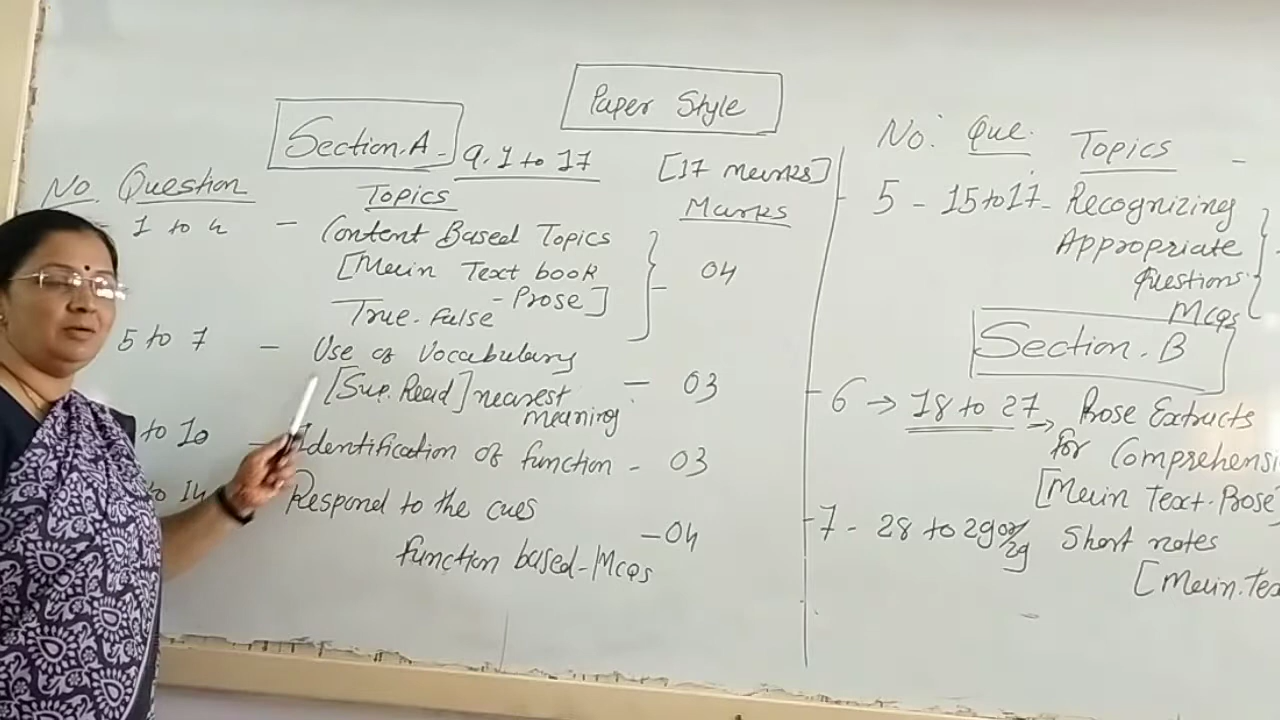 Paper Style
Section.A
Q.1 to 17
[17 Marks]
No. Question
Topics
Marks
1 to 4 - Content Based Topics
[Main Text book
- Prose]
True.False
04
5 to 7 - Use of Vocabulary
[Sup. Read] nearest
meaning
- 03
to 10 - Identification of function - 03
to 14 Respond to the cues
- 04
function based - Mcqs
No. Que. Topics -
5 - 15 to 17 - Recognizing
Appropriate
Questions
Mcqs
Section.B
6 → 18 to 27 → Prose Extracts
for Comprehensi
[Main Text.Prose]
7 - 28 to 29 or/29 Short notes
[Main.Tex